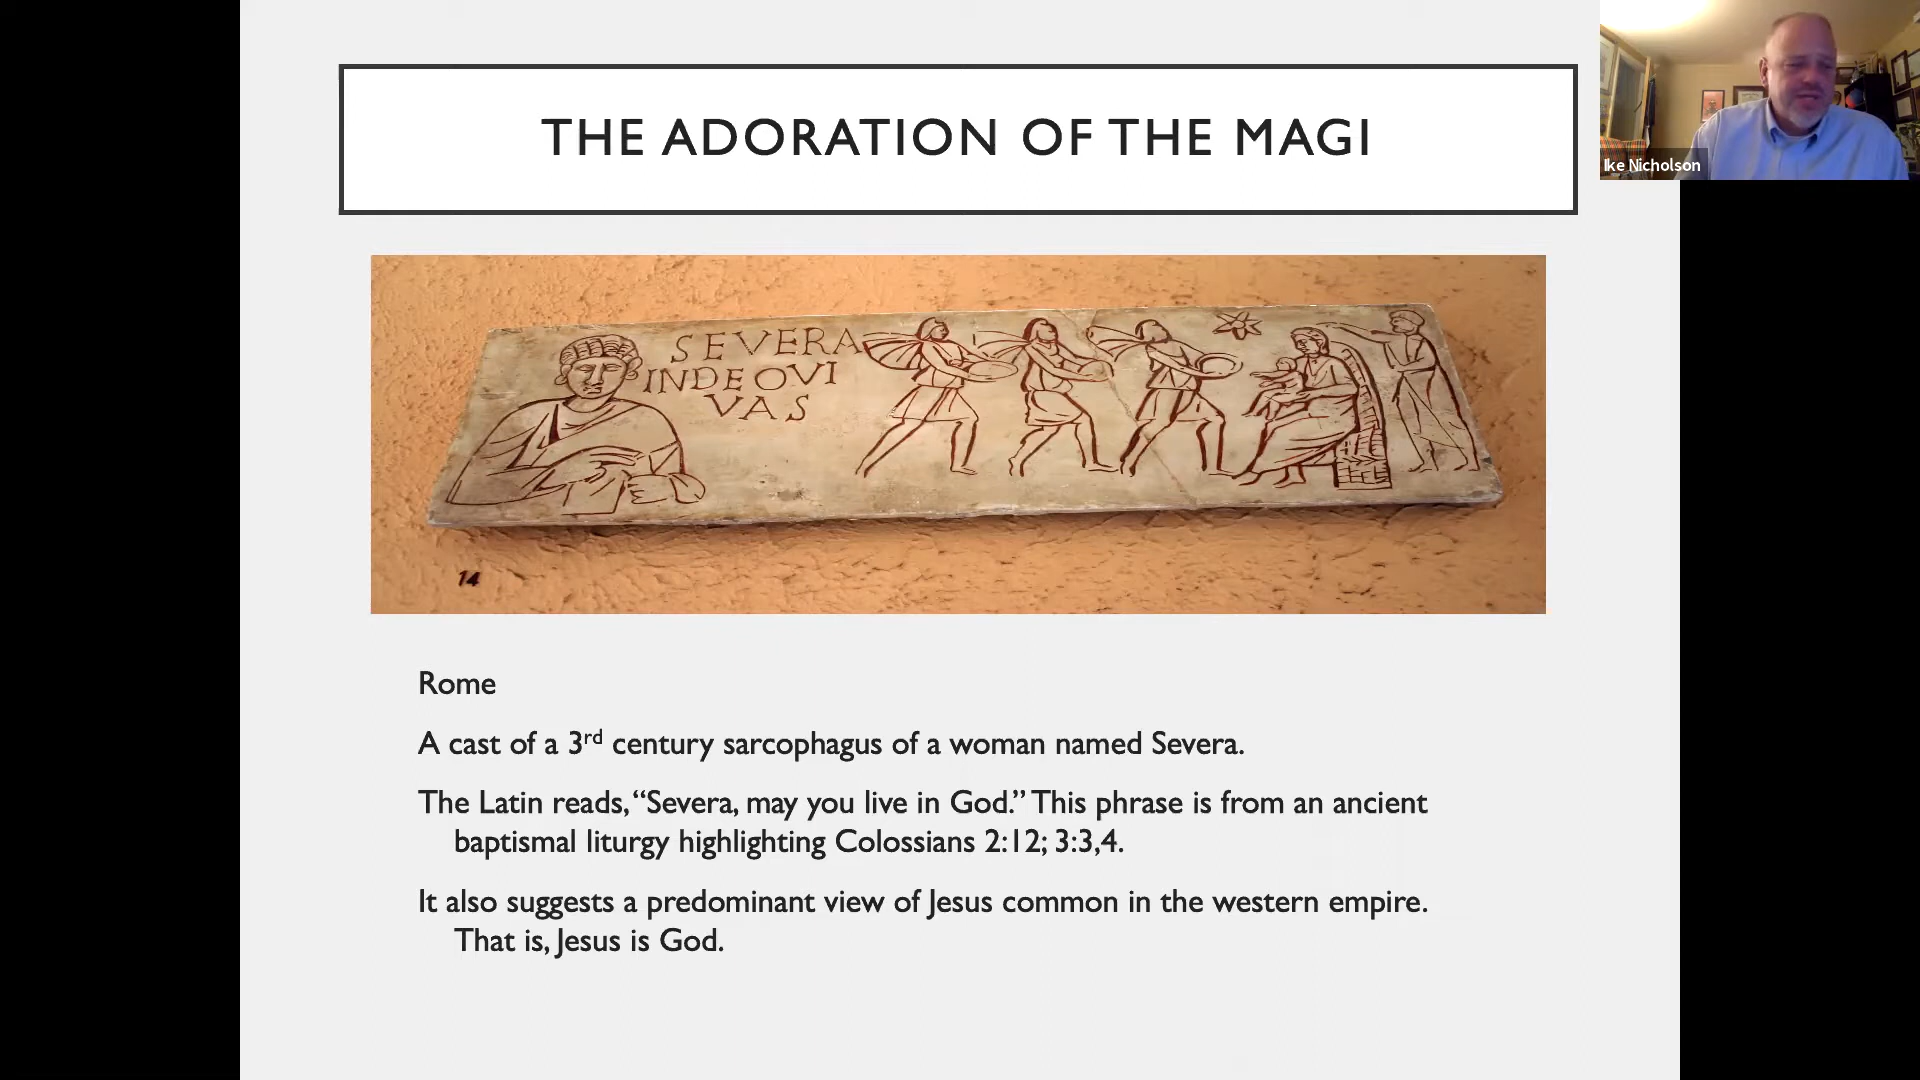 THE ADORATION OF THE MAGI
Ike Nicholson
SEVERA
INDEOVI
VAS
14
Rome
A cast of a 3rd century sarcophagus of a woman named Severa.
The Latin reads, “Severa, may you live in God.” This phrase is from an ancient
baptismal liturgy highlighting Colossians 2:12; 3:3,4.
It also suggests a predominant view of Jesus common in the western empire.
That is, Jesus is God.